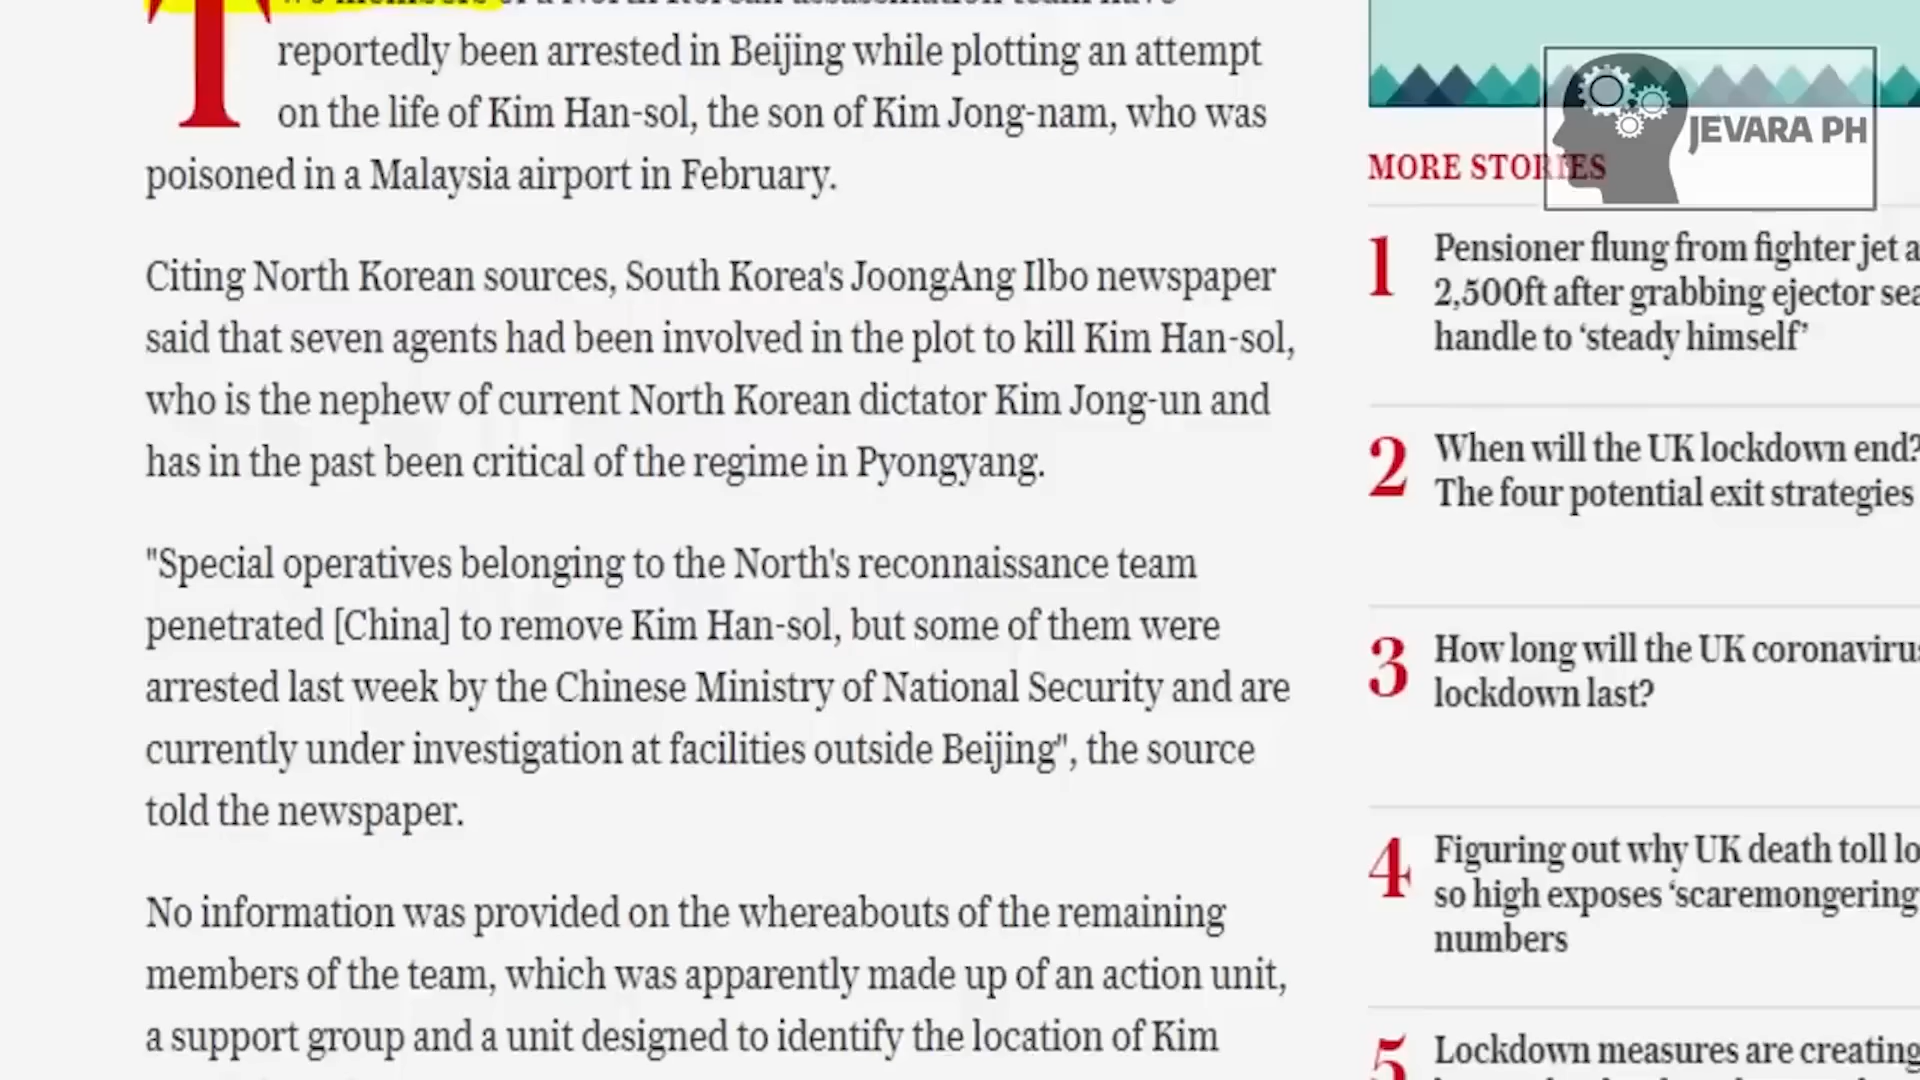 T
of a North Korean assassination team have
reportedly been arrested in Beijing while plotting an attempt
on the life of Kim Han-sol, the son of Kim Jong-nam, who was
poisoned in a Malaysia airport in February.
Citing North Korean sources, South Korea's JoongAng Ilbo newspaper
said that seven agents had been involved in the plot to kill Kim Han-sol,
who is the nephew of current North Korean dictator Kim Jong-un and
has in the past been critical of the regime in Pyongyang.
"Special operatives belonging to the North's reconnaissance team
penetrated [China] to remove Kim Han-sol, but some of them were
arrested last week by the Chinese Ministry of National Security and are
currently under investigation at facilities outside Beijing", the source
told the newspaper.
No information was provided on the whereabouts of the remaining
members of the team, which was apparently made up of an action unit,
a support group and a unit designed to identify the location of Kim
JEVARA PH
MORE STORIES
1
Pensioner flung from fighter jet a
2,500ft after grabbing ejector sea
handle to ‘steady himself’
2
When will the UK lockdown end?
The four potential exit strategies
3
How long will the UK coronavirus
lockdown last?
4
Figuring out why UK death toll lo
so high exposes ‘scaremongering’
numbers
5
Lockdown measures are creating